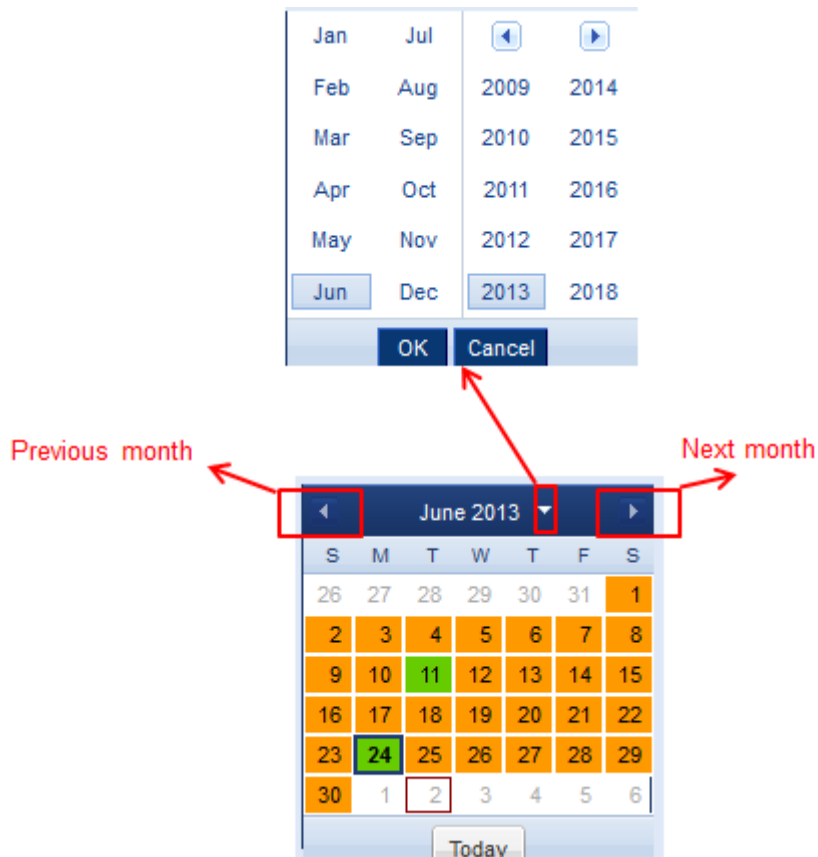 Jan Jul
Feb Aug 2009 2014
Mar Sep 2010 2015
Apr Oct 2011 2016
May Nov 2012 2017
Jun Dec 2013 2018
OK Cancel
Previous month
Next month
June 2013
S M T W T F S
26 27 28 29 30 31 1
2 3 4 5 6 7 8
9 10 11 12 13 14 15
16 17 18 19 20 21 22
23 24 25 26 27 28 29
30 1 2 3 4 5 6
Today